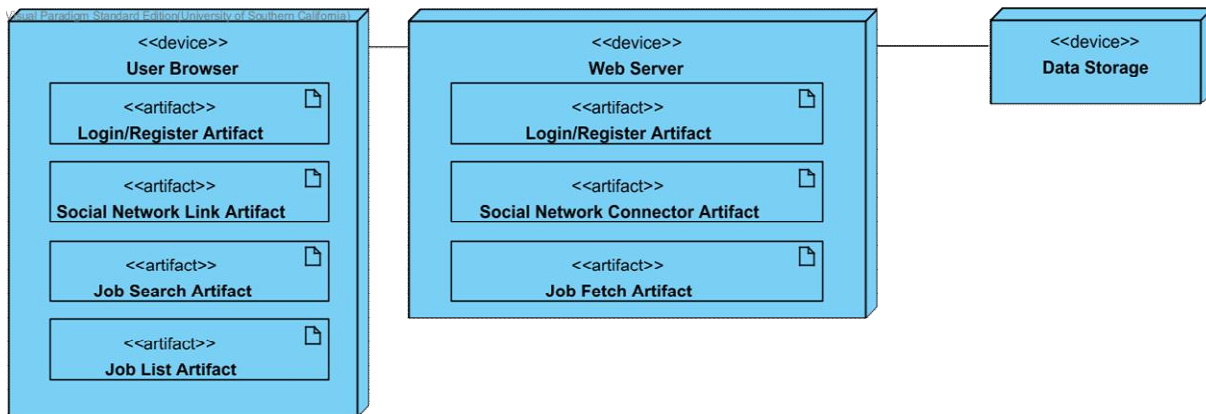 Visual Paradigm Standard Edition(University of Southern California)
<<device>>
User Browser
<<artifact>>
Login/Register Artifact
<<artifact>>
Social Network Link Artifact
<<artifact>>
Job Search Artifact
<<artifact>>
Job List Artifact
<<device>>
Web Server
<<artifact>>
Login/Register Artifact
<<artifact>>
Social Network Connector Artifact
<<artifact>>
Job Fetch Artifact
<<device>>
Data Storage